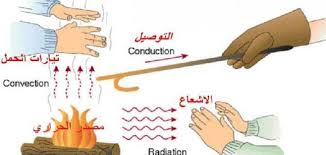 التوصيل
Conduction
تيارات الحمل
Convection
الاشعاع
مصدر الحراري
Radiation